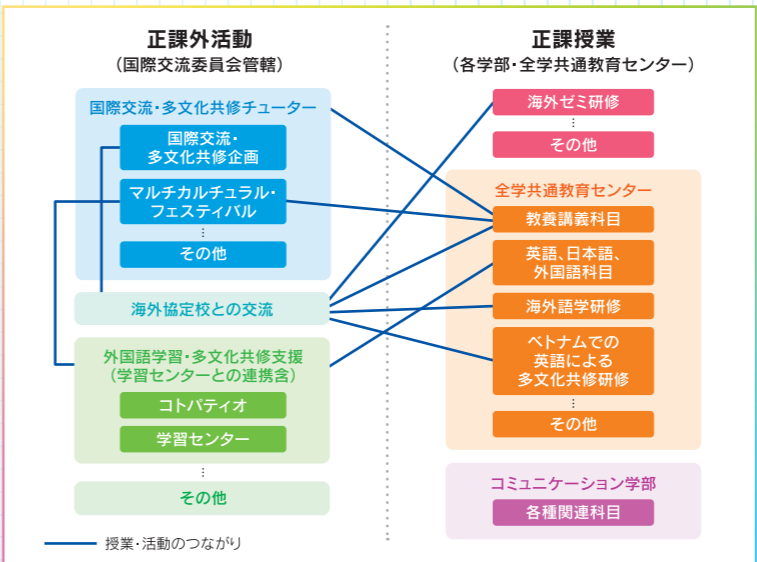 正課外活動
（国際交流委員会管轄）
国際交流・多文化共修チューター
国際交流・
多文化共修企画
マルチカルチュラル・
フェスティバル
⋮
その他
海外協定校との交流
外国語学習・多文化共修支援
（学習センターとの連携含）
コトパティオ
学習センター
⋮
その他
授業・活動のつながり
正課授業
（各学部・全学共通教育センター）
海外ゼミ研修
⋮
その他
全学共通教育センター
教養講義科目
英語、日本語、
外国語科目
海外語学研修
ベトナムでの
英語による
多文化共修研修
⋮
その他
コミュニケーション学部
各種関連科目